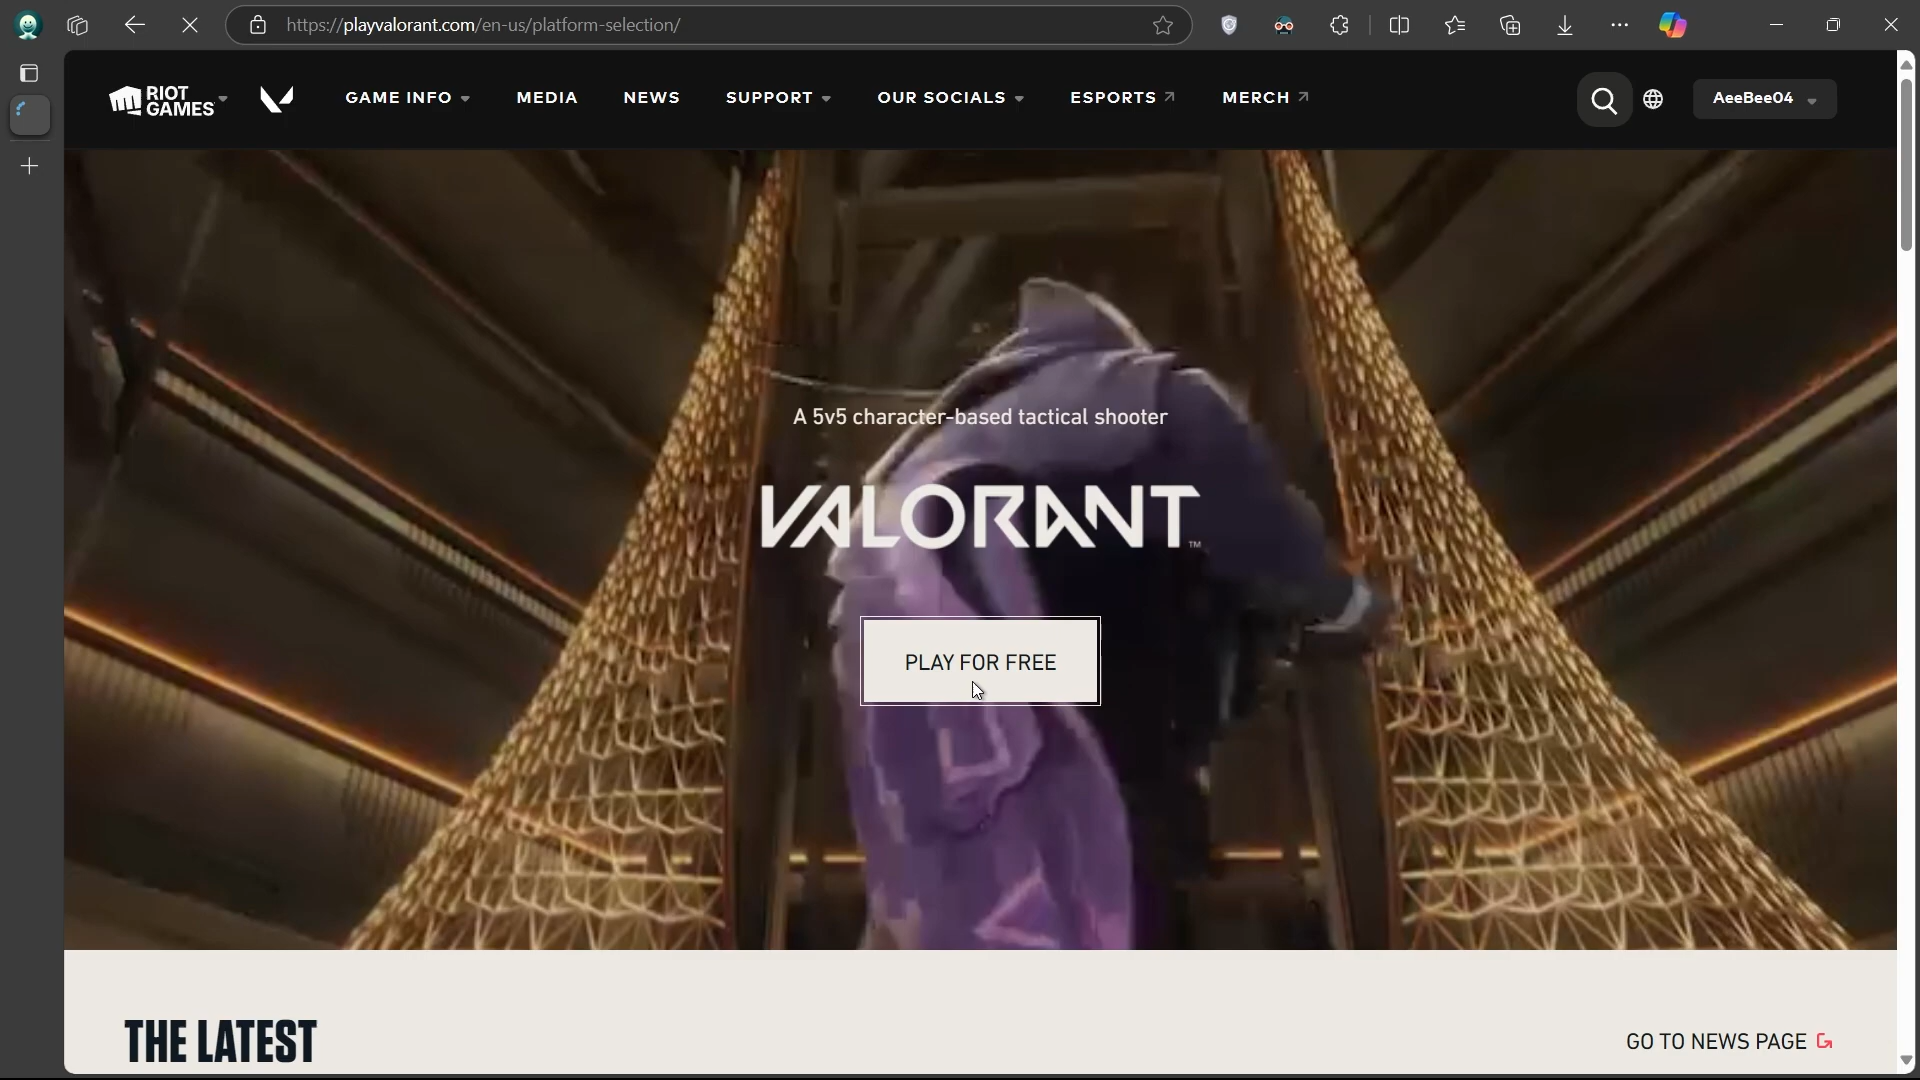 https://playvalorant.com/en-us/platform-selection/
RIOT GAMES
GAME INFO
MEDIA
NEWS
SUPPORT
OUR SOCIALS
ESPORTS
MERCH
AeeBee04
A 5v5 character-based tactical shooter
VALORANT™
PLAY FOR FREE
THE LATEST
GO TO NEWS PAGE